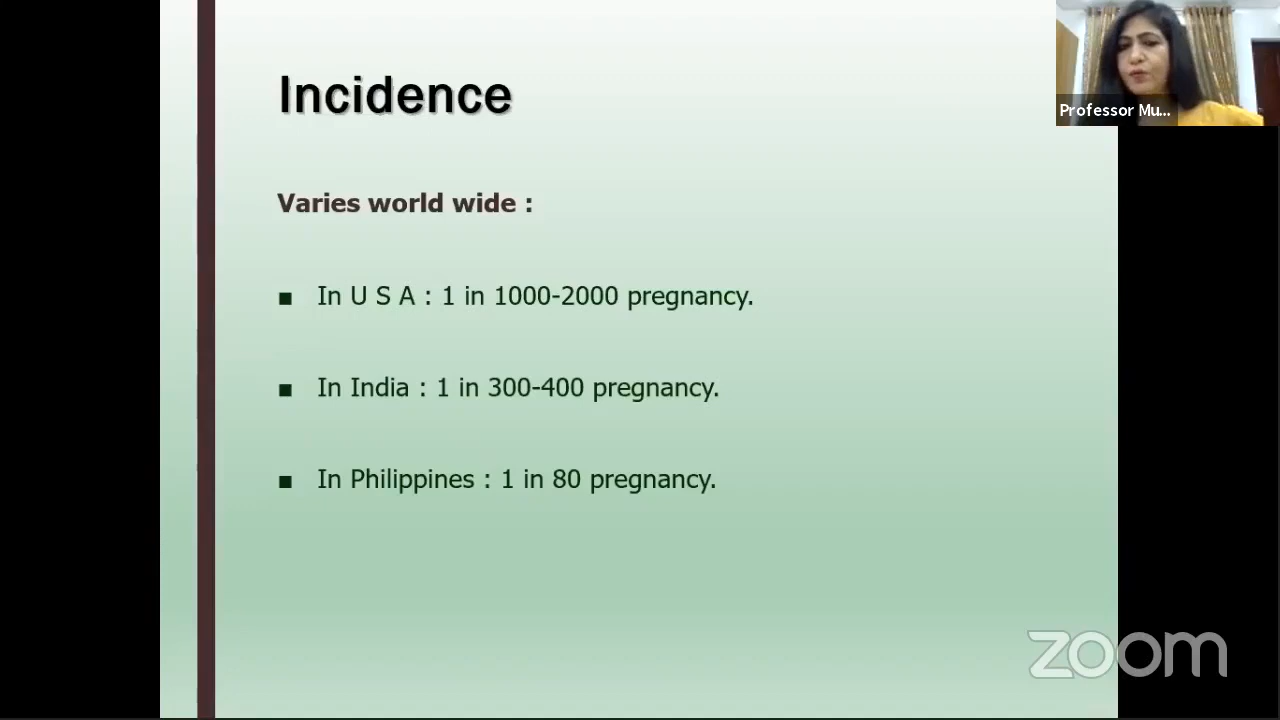 Incidence
Professor Mu...
Varies world wide :
▪ In U S A : 1 in 1000-2000 pregnancy.
▪ In India : 1 in 300-400 pregnancy.
▪ In Philippines : 1 in 80 pregnancy.
zoom